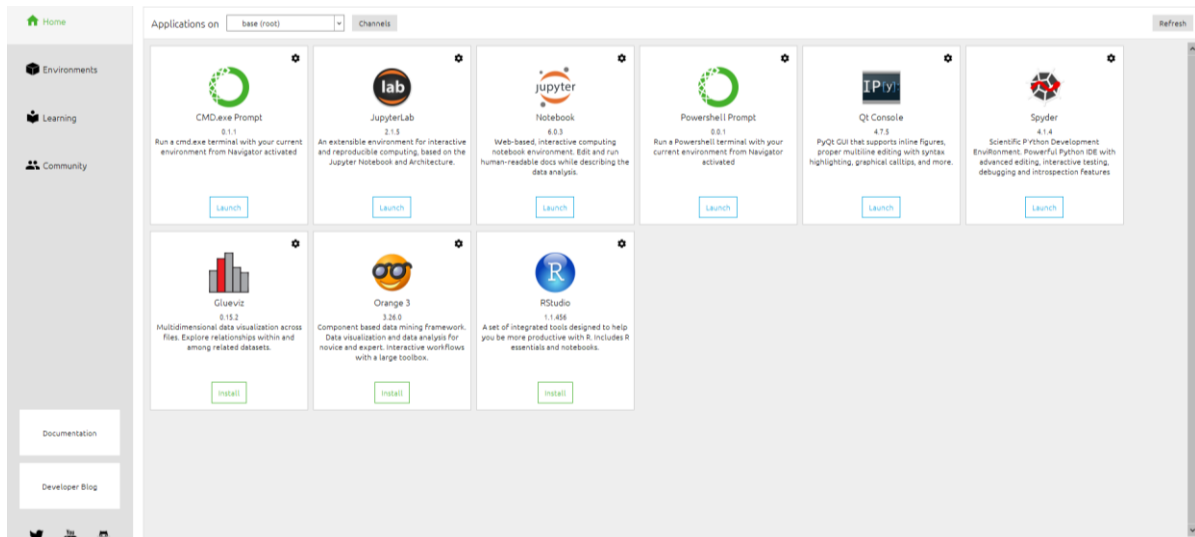 Home
Environments
Learning
Community
Documentation
Developer Blog
You
Applications on base (root) Channels Refresh
lab
JupyterLab
2.1.5
An extensible environment for interactive
and reproducible computing, based on the
Jupyter Notebook and Architecture.
Launch
CMD.exe Prompt
0.1.1
Run a cmd.exe terminal with your current
environment from Navigator activated
Launch
jupyter
Notebook
6.0.3
Web-based, interactive computing
notebook environment. Edit and run
human-readable docs while describing the
data analysis.
Launch
Powershell Prompt
0.0.1
Run a Powershell terminal with your
current environment from Navigator
activated
Launch
IP[y]:
Qt Console
4.7.5
PyQt GUI that supports inline figures,
proper multiline editing with syntax
highlighting, graphical calltips, and more.
Launch
Spyder
4.1.4
Scientific PYthon Development
EnviRonment. Powerful Python IDE with
advanced editing, interactive testing,
debugging and introspection features
Launch
Glueviz
0.15.2
Multidimensional data visualization across
files. Explore relationships within and
among related datasets.
Install
Orange 3
3.26.0
Component based data mining framework.
Data visualization and data analysis for
novice and expert. Interactive workflows
with a large toolbox.
Install
R
RStudio
1.1.456
A set of integrated tools designed to help
you be more productive with R. Includes R
essentials and notebooks.
Install